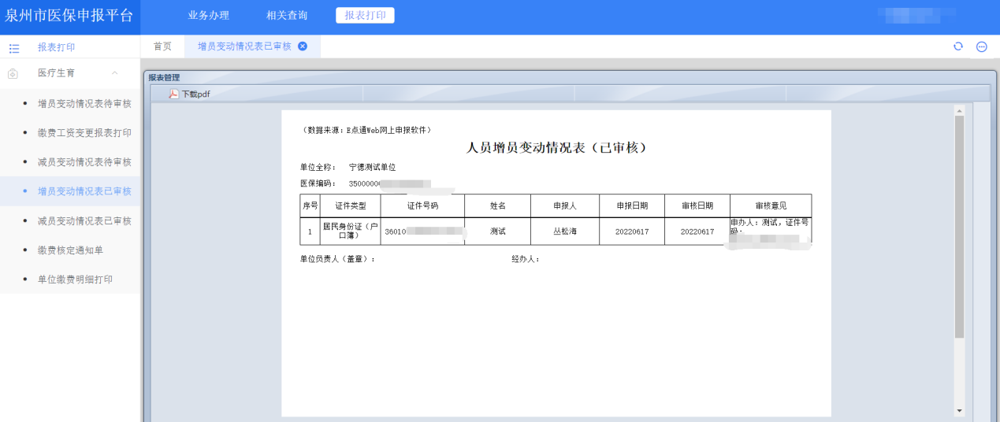 泉州市医保申报平台
业务办理 相关查询 报表打印
报表打印
首页 增员变动情况表已审核
医疗生育
增员变动情况表待审核
缴费工资变更报表打印
减员变动情况表待审核
增员变动情况表已审核
减员变动情况表已审核
缴费核定通知单
单位缴费明细打印
报表管理
下载pdf
（数据来源：E点通Web网上申报软件）
人员增员变动情况表（已审核）
单位全称： 宁德测试单位
医保编码： 3500000
序号 证件类型 证件号码 姓名 申报人 申报日期 审核日期 审核意见
1 居民身份证（户口簿） 36010 测试 丛松海 20220617 20220617 申办人：测试，证件号码：
单位负责人（盖章）： 经办人：